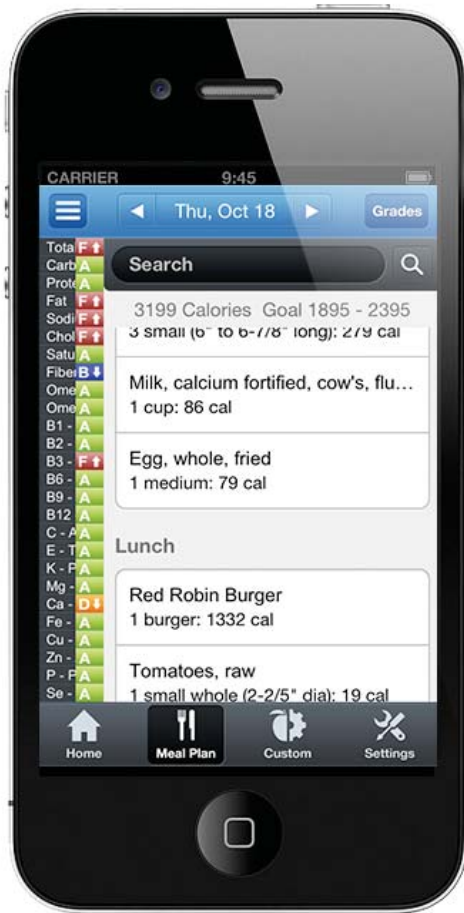 CARRIER 9:45
Thu, Oct 18 Grades
Tota F
Carb A
Prote A
Fat F
Sodi F
Chol F
Satu A
Fiber B
Ome A
Ome A
B1 - A
B2 - A
B3 - F
B6 - A
B9 - A
B12 A
C - A A
E - T A
K - P A
Mg - A
Ca - D
Fe - A
Cu - A
Zn - A
P - P A
Se - A
Search
3199 Calories Goal 1895 - 2395
3 small (6" to 6-7/8" long): 279 cal
Milk, calcium fortified, cow's, flu…
1 cup: 86 cal
Egg, whole, fried
1 medium: 79 cal
Lunch
Red Robin Burger
1 burger: 1332 cal
Tomatoes, raw
1 small whole (2-2/5" dia): 19 cal
Home Meal Plan Custom Settings